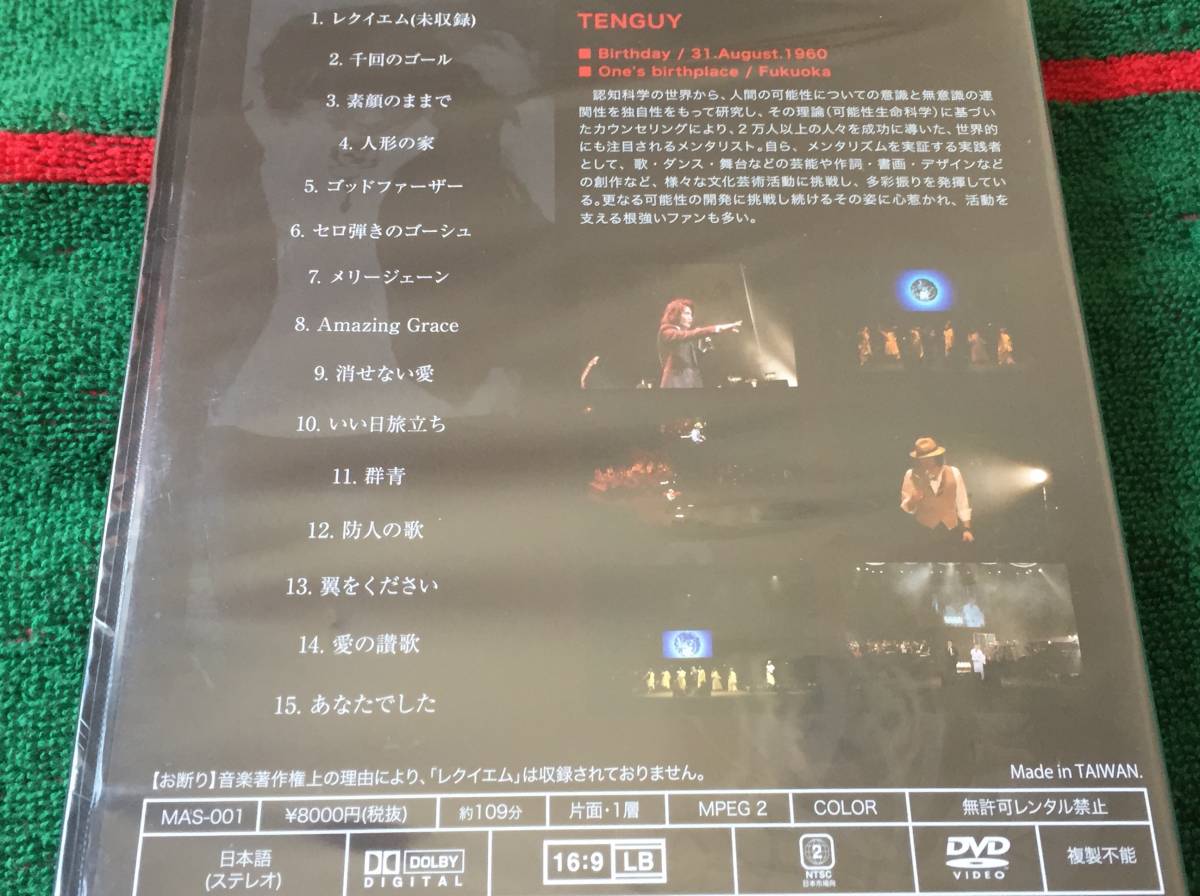 1. レクイエム(未収録)
2. 千回のゴール
3. 素顔のままで
4. 人形の家
5. ゴッドファーザー
6. セロ弾きのゴーシュ
7. メリージェーン
8. Amazing Grace
9. 消せない愛
10. いい日旅立ち
11. 群青
12. 防人の歌
13. 翼をください
14. 愛の讃歌
15. あなたでした
TENGUY
■ Birthday / 31.August.1960
■ One's birthplace / Fukuoka
認知科学の世界から、人間の可能性についての意識と無意識の連
関性を独自性をもって研究し、その理論(可能性生命科学)に基づい
たカウンセリングにより、2万人以上の人々を成功に導いた、世界的
にも注目されるメンタリスト。自ら、メンタリズムを実証する実践者
として、歌・ダンス・舞台などの芸能や作詞・書画・デザインなど
の創作など、様々な文化芸術活動に挑戦し、多彩振りを発揮してい
る。更なる可能性の開発に挑戦し続けるその姿に心惹かれ、活動を
支える根強いファンも多い。
【お断り】音楽著作権上の理由により、「レクイエム」は収録されておりません。
Made in TAIWAN.
MAS-001 ¥8000円(税抜) 約109分 片面・1層 MPEG 2 COLOR 無許可レンタル禁止
日本語
(ステレオ)
DOLBY
DIGITAL
16:9 LB
2
NTSC
日本市場向
DVD
VIDEO
複製不能